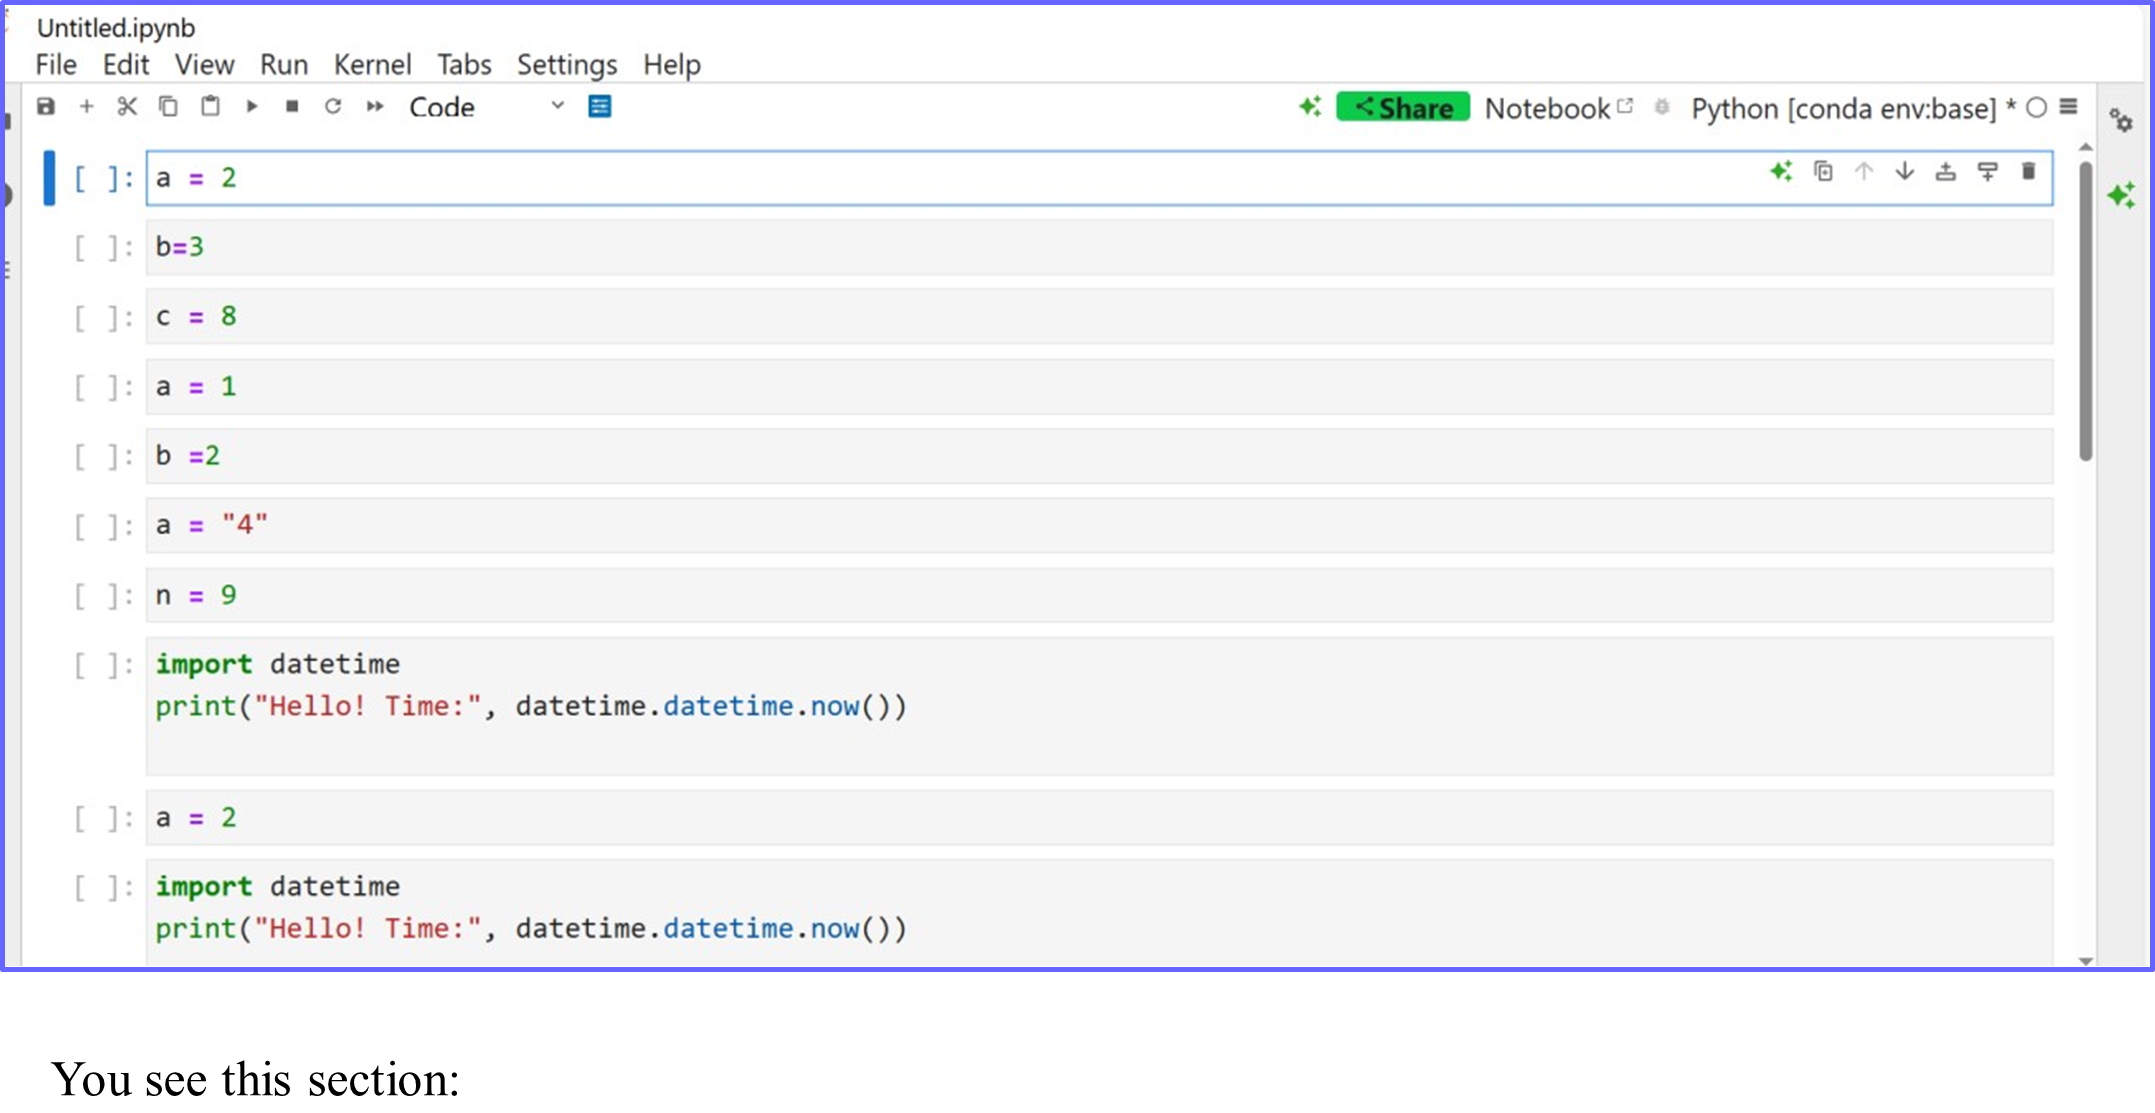 Untitled.ipynb
File Edit View Run Kernel Tabs Settings Help
Code Share Notebook Python [conda env:base] *
[ ]: a = 2
[ ]: b=3
[ ]: c = 8
[ ]: a = 1
[ ]: b =2
[ ]: a = "4"
[ ]: n = 9
[ ]: import datetime
print("Hello! Time:", datetime.datetime.now())
[ ]: a = 2
[ ]: import datetime
print("Hello! Time:", datetime.datetime.now())
You see this section: